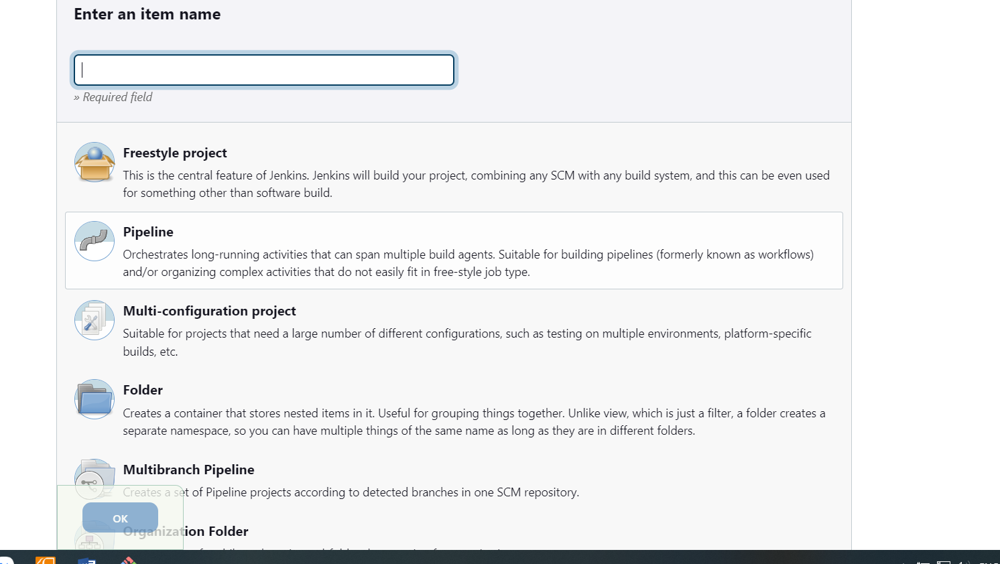 Enter an item name
» Required field
Freestyle project
This is the central feature of Jenkins. Jenkins will build your project, combining any SCM with any build system, and this can be even used
for something other than software build.
Pipeline
Orchestrates long-running activities that can span multiple build agents. Suitable for building pipelines (formerly known as workflows)
and/or organizing complex activities that do not easily fit in free-style job type.
Multi-configuration project
Suitable for projects that need a large number of different configurations, such as testing on multiple environments, platform-specific
builds, etc.
Folder
Creates a container that stores nested items in it. Useful for grouping things together. Unlike view, which is just a filter, a folder creates a
separate namespace, so you can have multiple things of the same name as long as they are in different folders.
Multibranch Pipeline
Creates a set of Pipeline projects according to detected branches in one SCM repository.
OK
Organization Folder